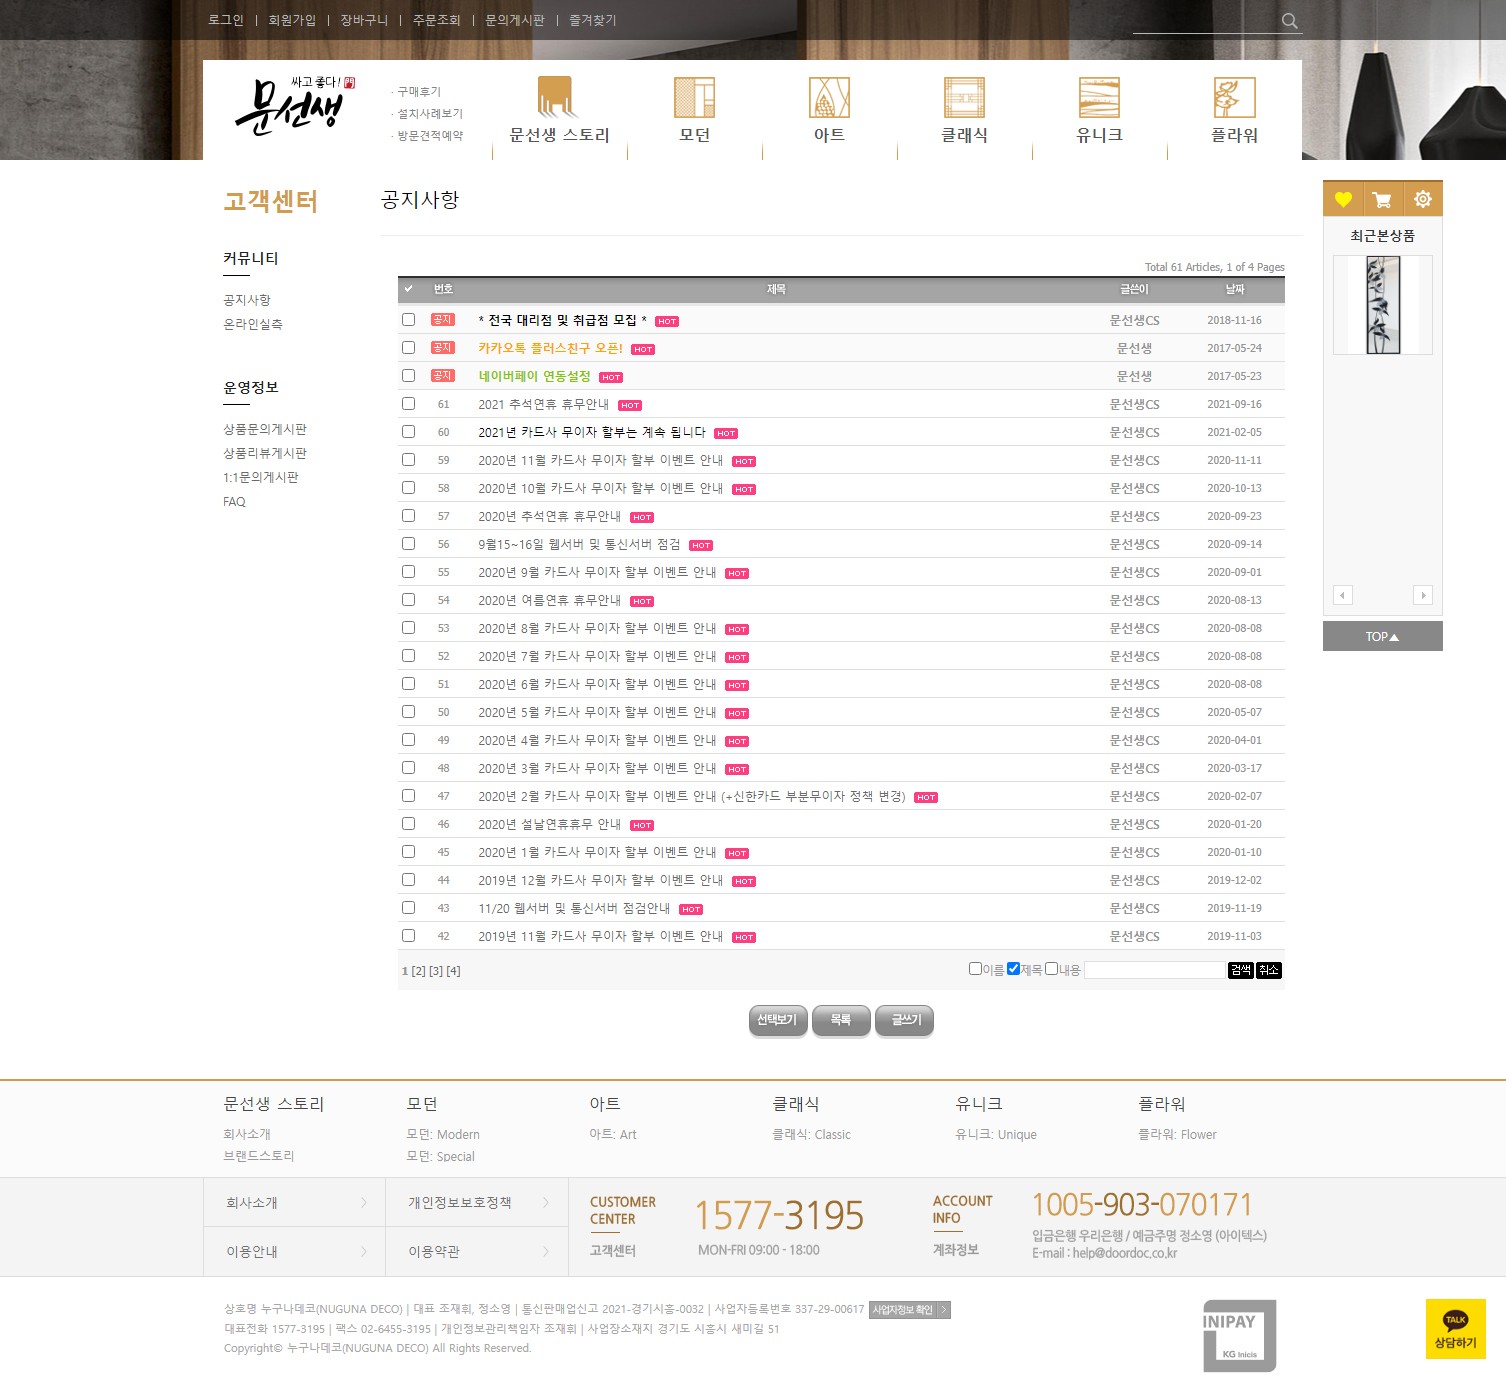 로그인 | 회원가입 | 장바구니 | 주문조회 | 문의게시판 | 즐겨찾기
싸고 좋다!
문선생
· 구매후기
· 설치사례보기
· 방문견적예약
문선생 스토리
모던
아트
클래식
유니크
플라워
고객센터
커뮤니티
공지사항
온라인실측
운영정보
상품문의게시판
상품리뷰게시판
1:1문의게시판
FAQ
공지사항
Total 61 Articles, 1 of 4 Pages
번호 제목 글쓴이 날짜
공지 * 전국 대리점 및 취급점 모집 * HOT 문선생CS 2018-11-16
공지 카카오톡 플러스친구 오픈! HOT 문선생 2017-05-24
공지 네이버페이 연동설정 HOT 문선생 2017-05-23
61 2021 추석연휴 휴무안내 HOT 문선생CS 2021-09-16
60 2021년 카드사 무이자 할부는 계속 됩니다 HOT 문선생CS 2021-02-05
59 2020년 11월 카드사 무이자 할부 이벤트 안내 HOT 문선생CS 2020-11-11
58 2020년 10월 카드사 무이자 할부 이벤트 안내 HOT 문선생CS 2020-10-13
57 2020년 추석연휴 휴무안내 HOT 문선생CS 2020-09-23
56 9월15~16일 웹서버 및 통신서버 점검 HOT 문선생CS 2020-09-14
55 2020년 9월 카드사 무이자 할부 이벤트 안내 HOT 문선생CS 2020-09-01
54 2020년 여름연휴 휴무안내 HOT 문선생CS 2020-08-13
53 2020년 8월 카드사 무이자 할부 이벤트 안내 HOT 문선생CS 2020-08-08
52 2020년 7월 카드사 무이자 할부 이벤트 안내 HOT 문선생CS 2020-08-08
51 2020년 6월 카드사 무이자 할부 이벤트 안내 HOT 문선생CS 2020-08-08
50 2020년 5월 카드사 무이자 할부 이벤트 안내 HOT 문선생CS 2020-05-07
49 2020년 4월 카드사 무이자 할부 이벤트 안내 HOT 문선생CS 2020-04-01
48 2020년 3월 카드사 무이자 할부 이벤트 안내 HOT 문선생CS 2020-03-17
47 2020년 2월 카드사 무이자 할부 이벤트 안내 (+신한카드 부분무이자 정책 변경) HOT 문선생CS 2020-02-07
46 2020년 설날연휴휴무 안내 HOT 문선생CS 2020-01-20
45 2020년 1월 카드사 무이자 할부 이벤트 안내 HOT 문선생CS 2020-01-10
44 2019년 12월 카드사 무이자 할부 이벤트 안내 HOT 문선생CS 2019-12-02
43 11/20 웹서버 및 통신서버 점검안내 HOT 문선생CS 2019-11-19
42 2019년 11월 카드사 무이자 할부 이벤트 안내 HOT 문선생CS 2019-11-03
1 [2] [3] [4] 이름 제목 내용 검색 취소
선택보기 목록 글쓰기
최근본상품
TOP▲
문선생 스토리
회사소개
브랜드스토리
모던
모던: Modern
모던: Special
아트
아트: Art
클래식
클래식: Classic
유니크
유니크: Unique
플라워
플라워: Flower
회사소개
개인정보보호정책
이용안내
이용약관
CUSTOMER
CENTER
고객센터
1577-3195
MON-FRI 09:00 - 18:00
ACCOUNT
INFO
계좌정보
1005-903-070171
입금은행 우리은행 / 예금주명 정소영 (아이텍스)
E-mail : help@doordoc.co.kr
상호명 누구나데코(NUGUNA DECO) | 대표 조재휘, 정소영 | 통신판매업신고 2021-경기시흥-0032 | 사업자등록번호 337-29-00617 사업자정보 확인
대표전화 1577-3195 | 팩스 02-6455-3195 | 개인정보관리책임자 조재휘 | 사업장소재지 경기도 시흥시 새미길 51
Copyright© 누구나데코(NUGUNA DECO) All Rights Reserved.
INIPAY
KG Inicis
TALK
상담하기